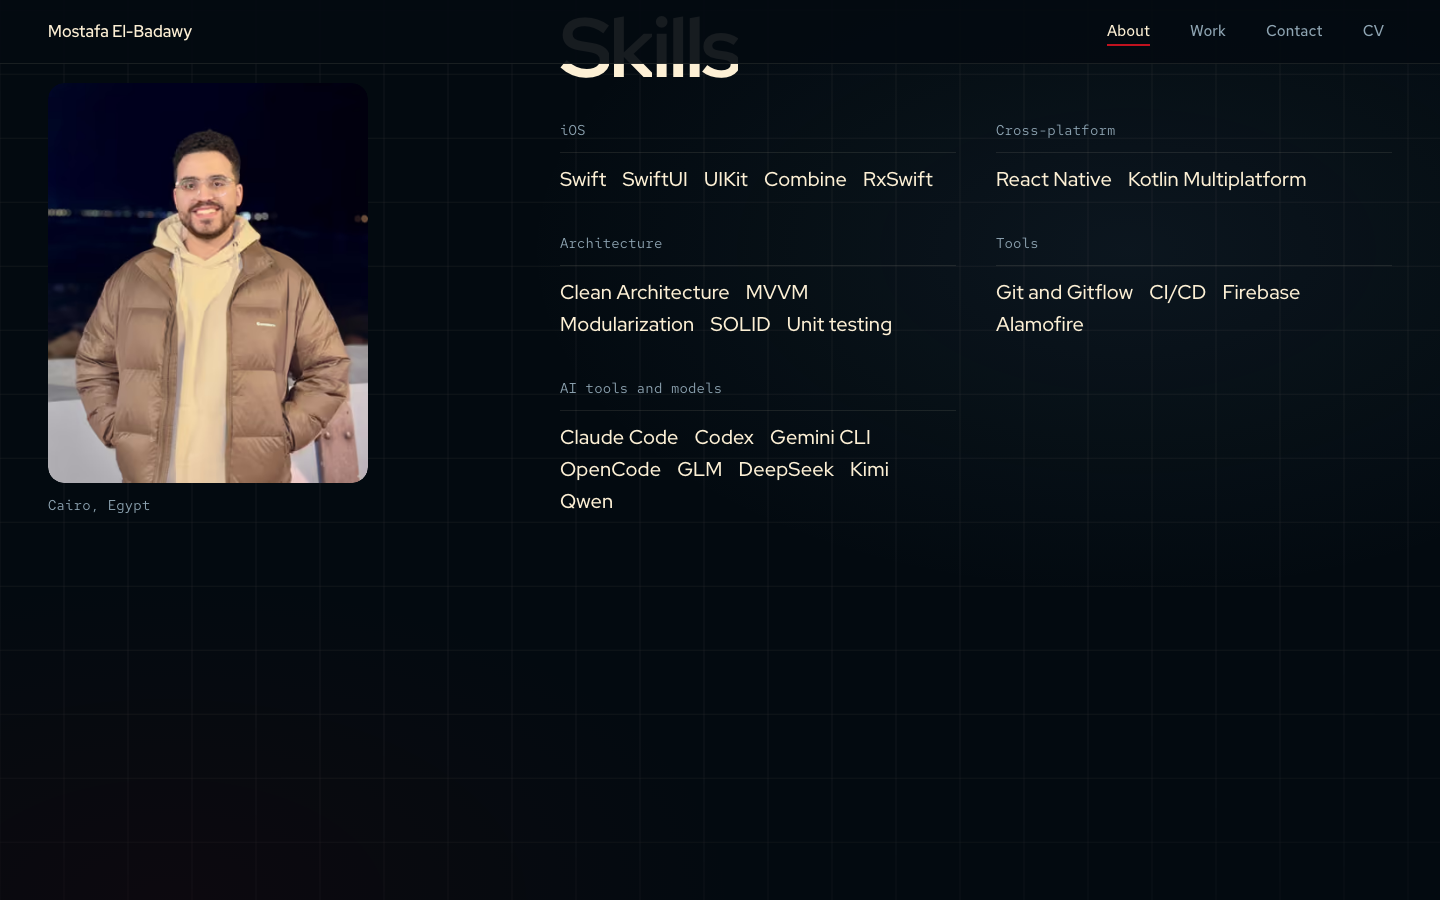 Mostafa El-Badawy
About Work Contact CV
Skills
iOS
Swift SwiftUI UIKit Combine RxSwift
Cross-platform
React Native Kotlin Multiplatform
Architecture
Clean Architecture MVVM
Modularization SOLID Unit testing
Tools
Git and Gitflow CI/CD Firebase
Alamofire
AI tools and models
Claude Code Codex Gemini CLI
OpenCode GLM DeepSeek Kimi
Qwen
Cairo, Egypt